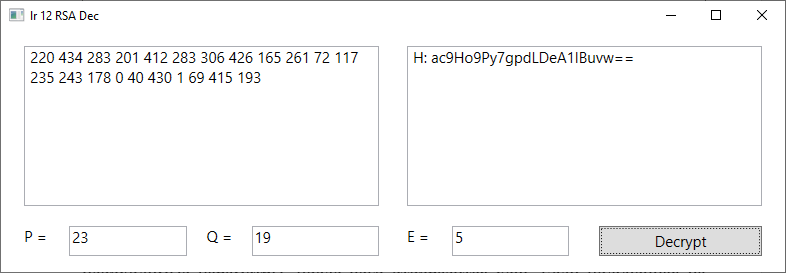 Ir 12 RSA Dec
220 434 283 201 412 283 306 426 165 261 72 117
235 243 178 0 40 430 1 69 415 193
H: ac9Ho9Py7gpdLDeA1IBuvw==
P = 23 Q = 19 E = 5 Decrypt